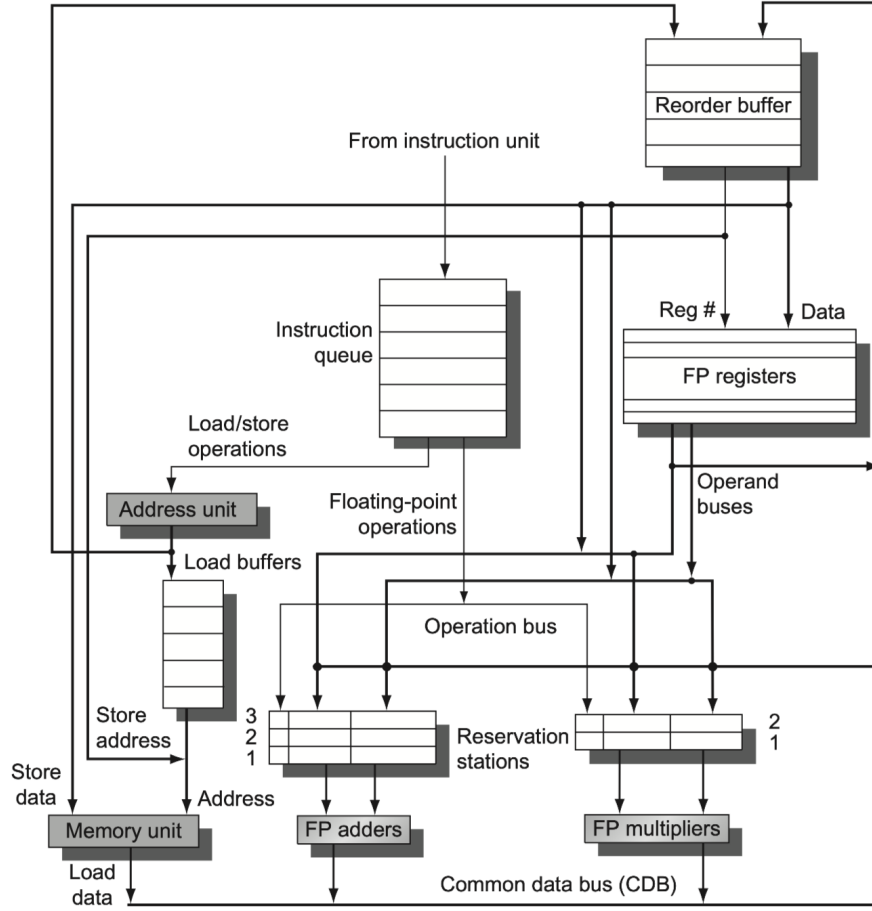 Reorder buffer
From instruction unit
Reg #
Data
Instruction
queue
FP registers
Load/store
operations
Operand
buses
Floating-point
operations
Address unit
Load buffers
Operation bus
Store
address
3
2
1
Reservation
stations
2
1
Store
data
Address
Memory unit
FP adders
FP multipliers
Load
data
Common data bus (CDB)